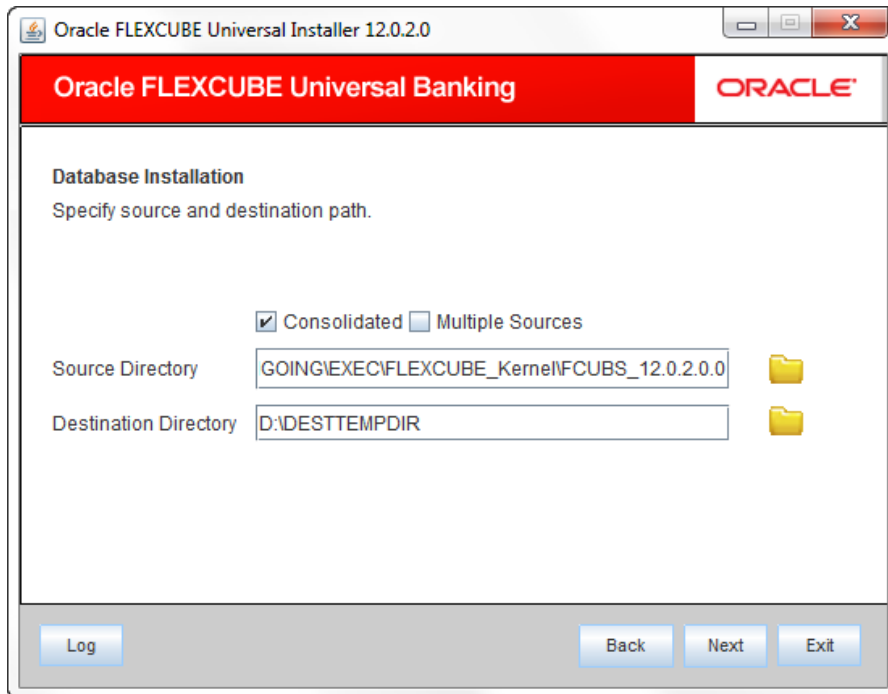 Oracle FLEXCUBE Universal Installer 12.0.2.0
Oracle FLEXCUBE Universal Banking
ORACLE
Database Installation
Specify source and destination path.
Consolidated Multiple Sources
Source Directory GOING\EXEC\FLEXCUBE_Kernel\FCUBS_12.0.2.0.0
Destination Directory D:\DESTTEMPDIR
Log Back Next Exit